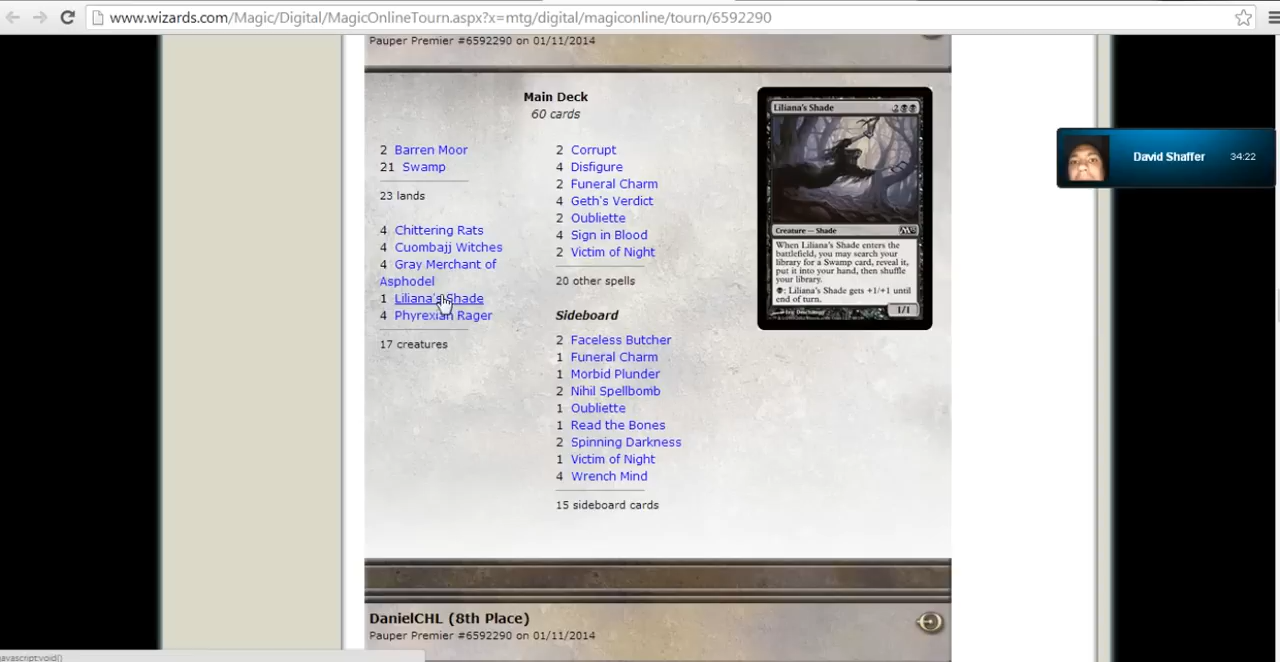 www.wizards.com/Magic/Digital/MagicOnlineTourn.aspx?x=mtg/digital/magiconline/tourn/6592290
Pauper Premier #6592290 on 01/11/2014
Main Deck
60 cards
2 Barren Moor
21 Swamp
23 lands
4 Chittering Rats
4 Cuombajj Witches
4 Gray Merchant of
Asphodel
1 Liliana's Shade
4 Phyrexian Rager
17 creatures
2 Corrupt
4 Disfigure
2 Funeral Charm
4 Geth's Verdict
2 Oubliette
4 Sign in Blood
2 Victim of Night
20 other spells
Sideboard
2 Faceless Butcher
1 Funeral Charm
1 Morbid Plunder
2 Nihil Spellbomb
1 Oubliette
1 Read the Bones
2 Spinning Darkness
1 Victim of Night
4 Wrench Mind
15 sideboard cards
Liliana's Shade 2
Creature — Shade
When Liliana's Shade enters the
battlefield, you may search your
library for a Swamp card, reveal it,
put it into your hand, then shuffle
your library.
: Liliana's Shade gets +1/+1 until
end of turn.
1/1
David Shaffer 34:22
DanielCHL (8th Place)
Pauper Premier #6592290 on 01/11/2014
javascript:void()